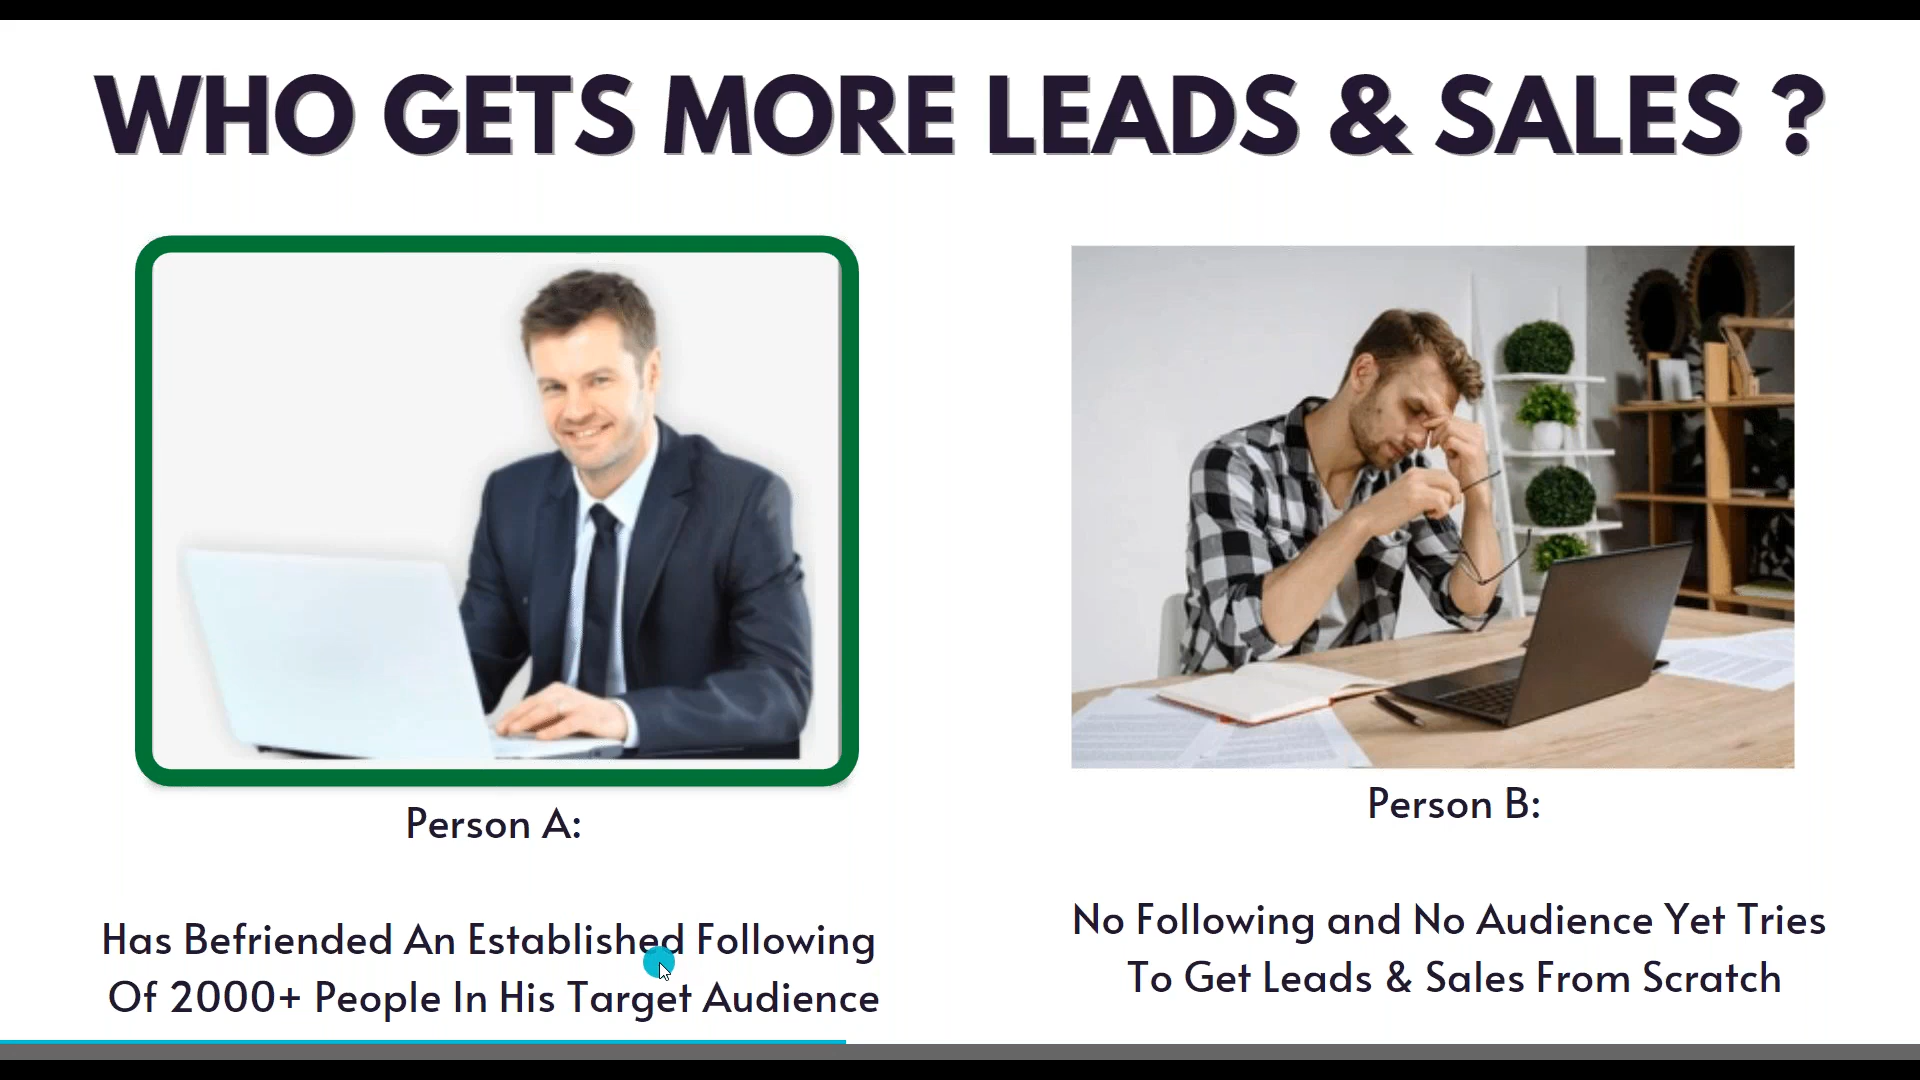 WHO GETS MORE LEADS & SALES ?
Person A:
Has Befriended An Established Following
Of 2000+ People In His Target Audience
Person B:
No Following and No Audience Yet Tries
To Get Leads & Sales From Scratch